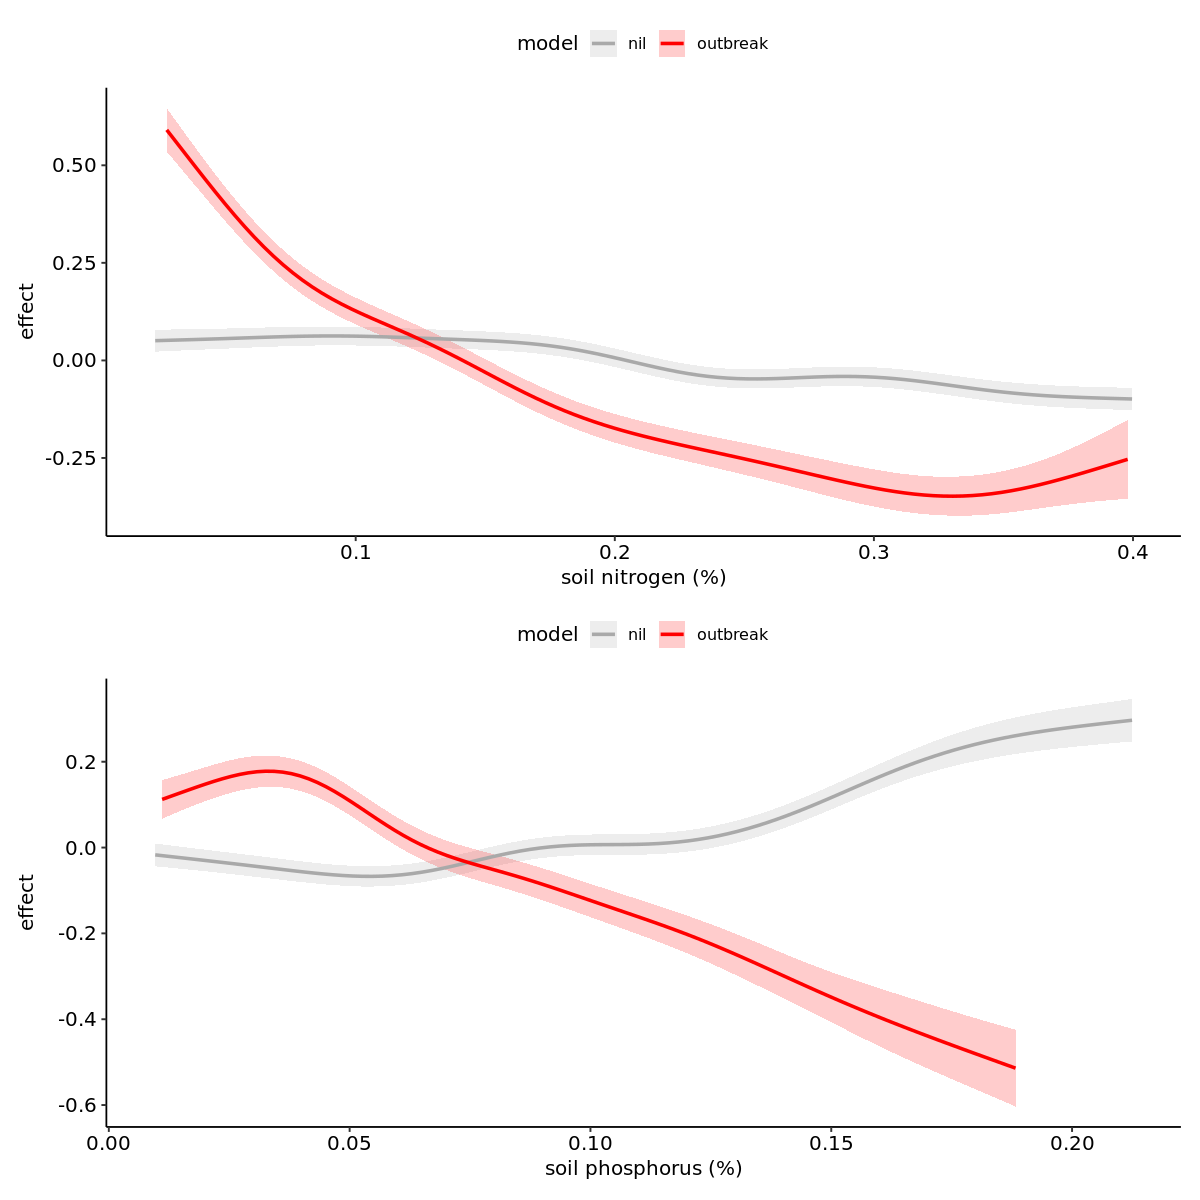 model nil outbreak
0.50
0.25
0.00
-0.25
effect
0.1 0.2 0.3 0.4
soil nitrogen (%)
model nil outbreak
0.2
0.0
-0.2
-0.4
-0.6
effect
0.00 0.05 0.10 0.15 0.20
soil phosphorus (%)